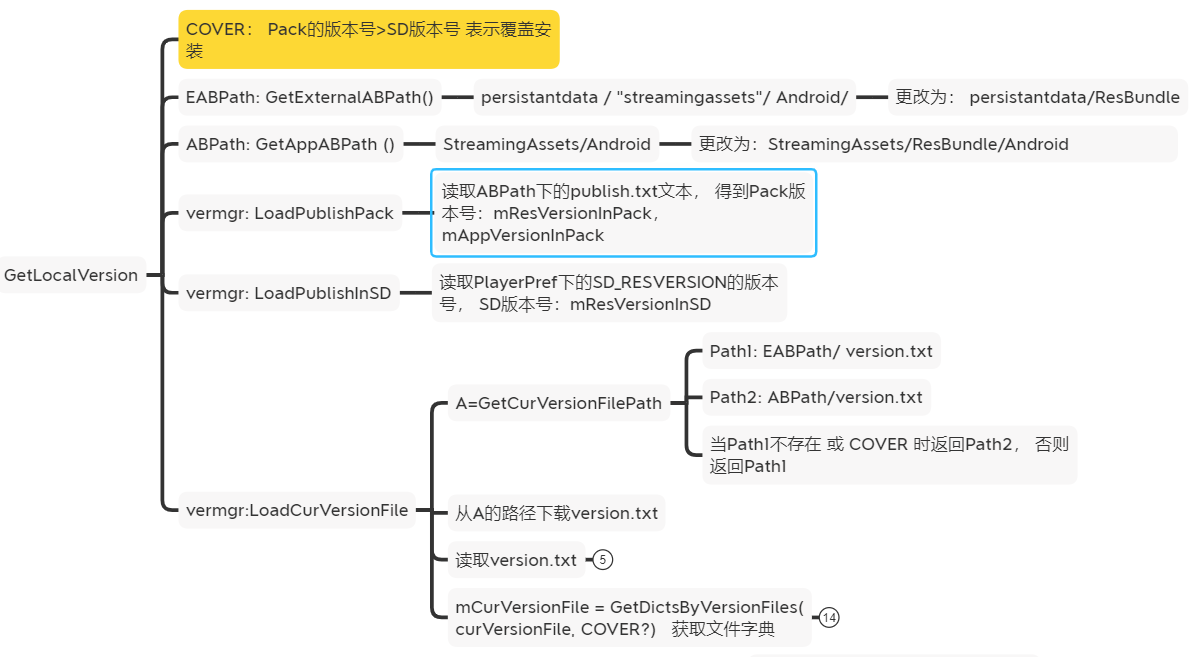 COVER： Pack的版本号>SD版本号 表示覆盖安
装
EABPath: GetExternalABPath()
persistantdata / "streamingassets"/ Android/
更改为： persistantdata/ResBundle
ABPath: GetAppABPath ()
StreamingAssets/Android
更改为：StreamingAssets/ResBundle/Android
vermgr: LoadPublishPack
读取ABPath下的publish.txt文本， 得到Pack版
本号：mResVersionInPack，
mAppVersionInPack
GetLocalVersion
vermgr: LoadPublishInSD
读取PlayerPref下的SD_RESVERSION的版本
号， SD版本号：mResVersionInSD
vermgr:LoadCurVersionFile
A=GetCurVersionFilePath
Path1: EABPath/ version.txt
Path2: ABPath/version.txt
当Path1不存在 或 COVER 时返回Path2， 否则
返回Path1
从A的路径下载version.txt
读取version.txt
5
mCurVersionFile = GetDictsByVersionFiles(
curVersionFile, COVER?) 获取文件字典
14